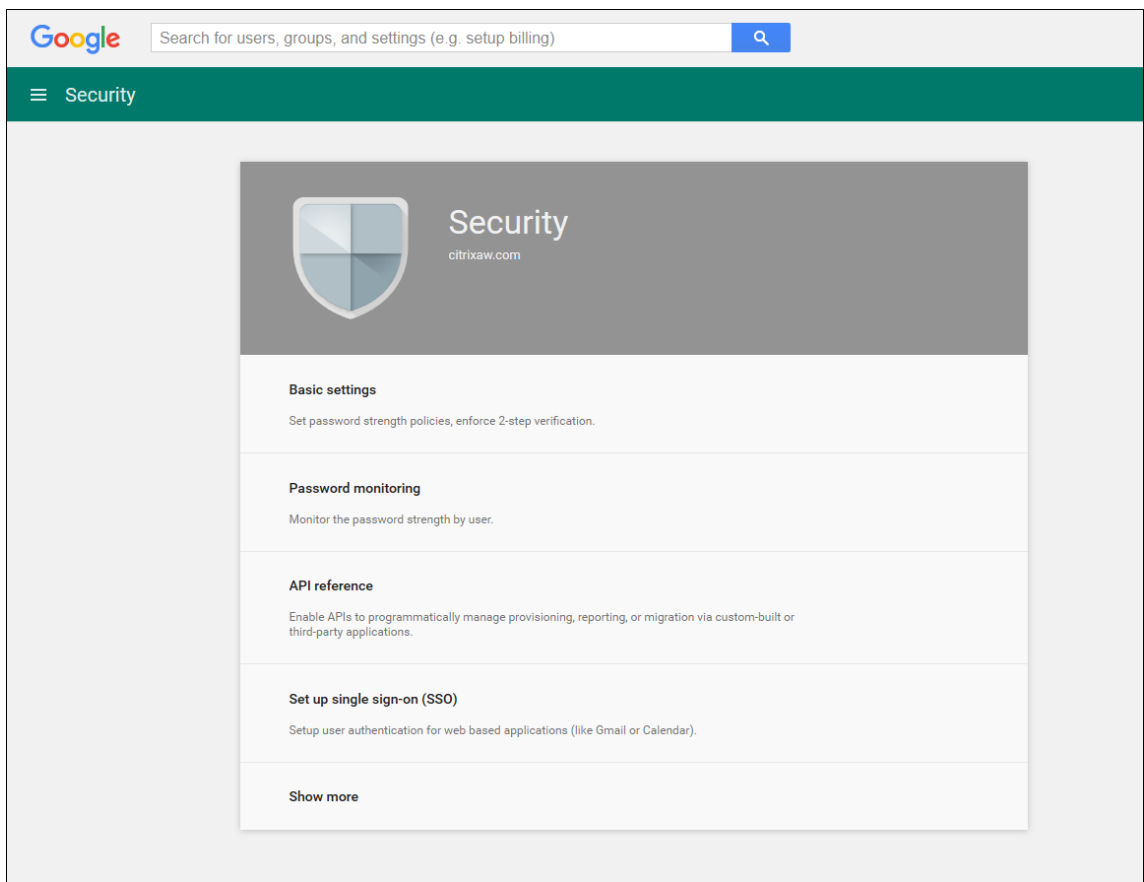 Google
Search for users, groups, and settings (e.g. setup billing)
Security
Security
citrixaw.com
Basic settings
Set password strength policies, enforce 2-step verification.
Password monitoring
Monitor the password strength by user.
API reference
Enable APIs to programmatically manage provisioning, reporting, or migration via custom-built or
third-party applications.
Set up single sign-on (SSO)
Setup user authentication for web based applications (like Gmail or Calendar).
Show more